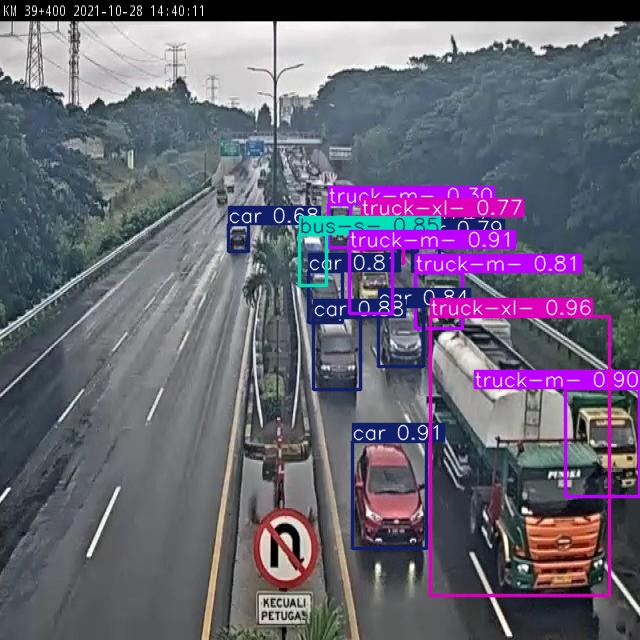 KM 39+400 2021-10-28 14:40:11
truck-m- 0.30
truck-xl- 0.77
car 0.68
bus-s- 0.85
0.79
truck-m- 0.91
car 0.81
truck-m- 0.81
car 0.84
car 0.88
truck-xl- 0.96
truck-m- 0.90
car 0.91
KECUALI
PETUGAS